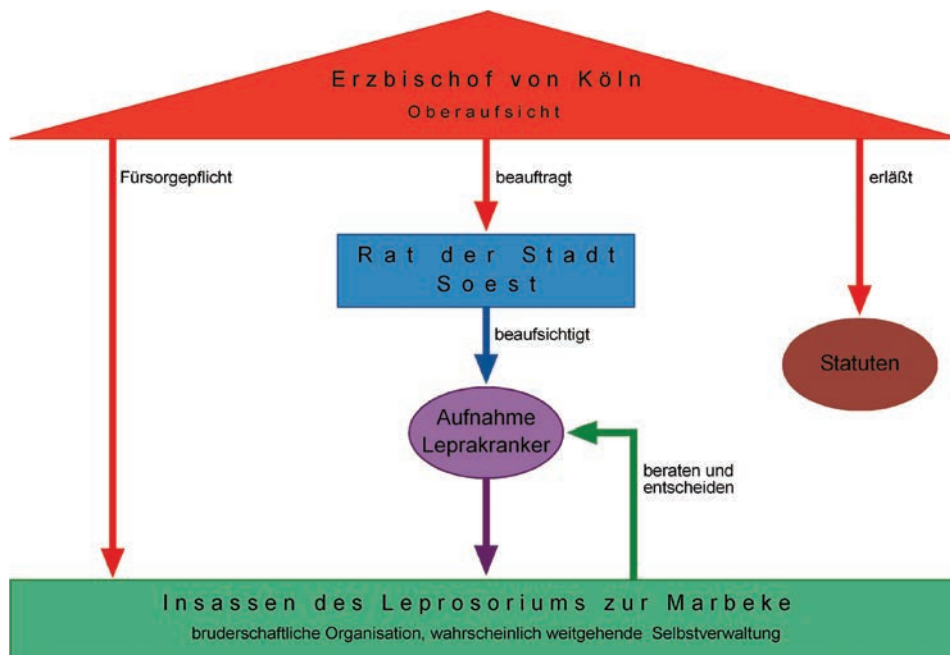 Erzbischof von Köln
Oberaufsicht
Fürsorgepflicht
beauftragt
erläßt
Rat der Stadt
Soest
beaufsichtigt
Statuten
Aufnahme
Leprakranker
beraten und
entscheiden
Insassen des Leprosoriums zur Marbeke
bruderschaftliche Organisation, wahrscheinlich weitgehende Selbstverwaltung